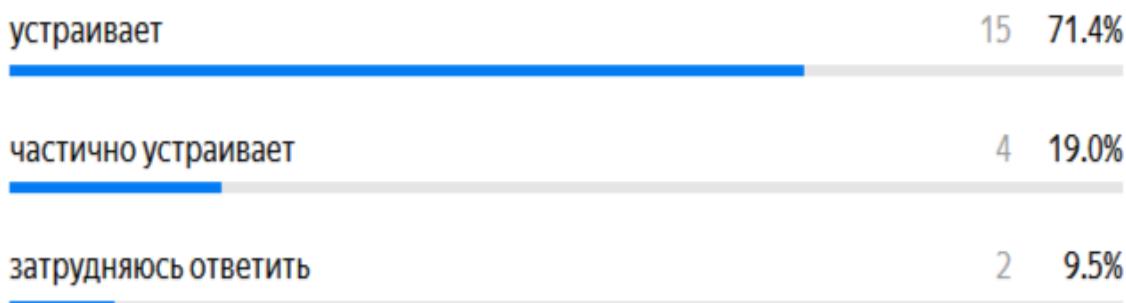 устраивает 15 71.4%
частично устраивает 4 19.0%
затрудняюсь ответить 2 9.5%